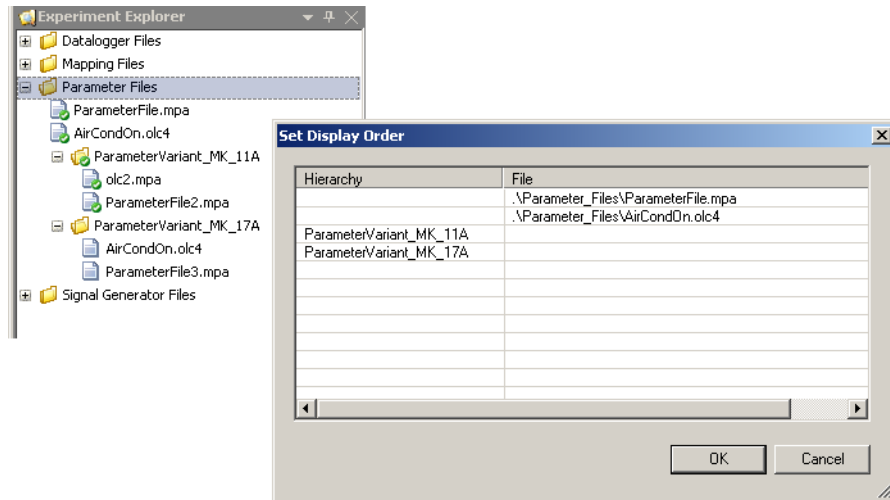 Experiment Explorer
Datalogger Files
Mapping Files
Parameter Files
ParameterFile.mpa
AirCondOn.olc4
ParameterVariant_MK_11A
olc2.mpa
ParameterFile2.mpa
ParameterVariant_MK_17A
AirCondOn.olc4
ParameterFile3.mpa
Signal Generator Files
Set Display Order
Hierarchy File
.\Parameter_Files\ParameterFile.mpa
.\Parameter_Files\AirCondOn.olc4
ParameterVariant_MK_11A
ParameterVariant_MK_17A
OK Cancel